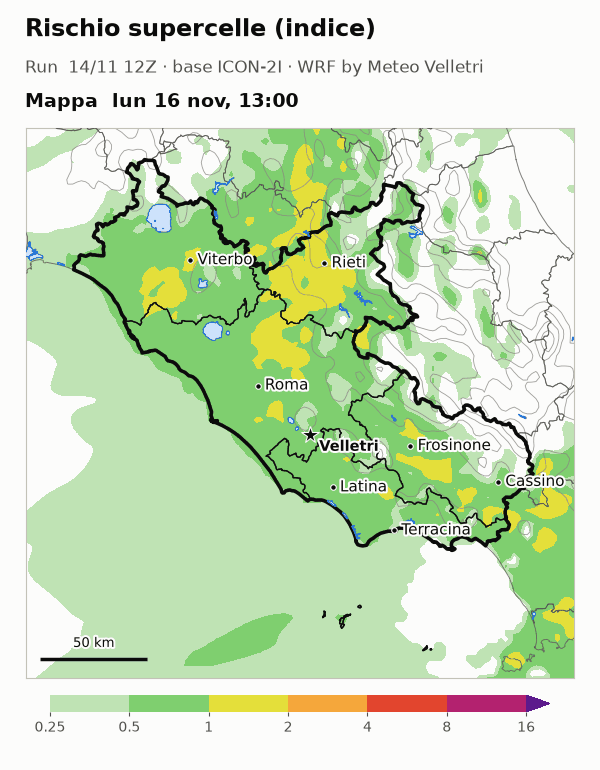 Rischio supercelle (indice)
Run  14/11 12Z · base ICON-2I · WRF by Meteo Velletri
Mappa  lun 16 nov, 13:00
Viterbo
Rieti
Roma
Velletri
Frosinone
Latina
Cassino
Terracina
50 km
0.25 0.5 1 2 4 8 16